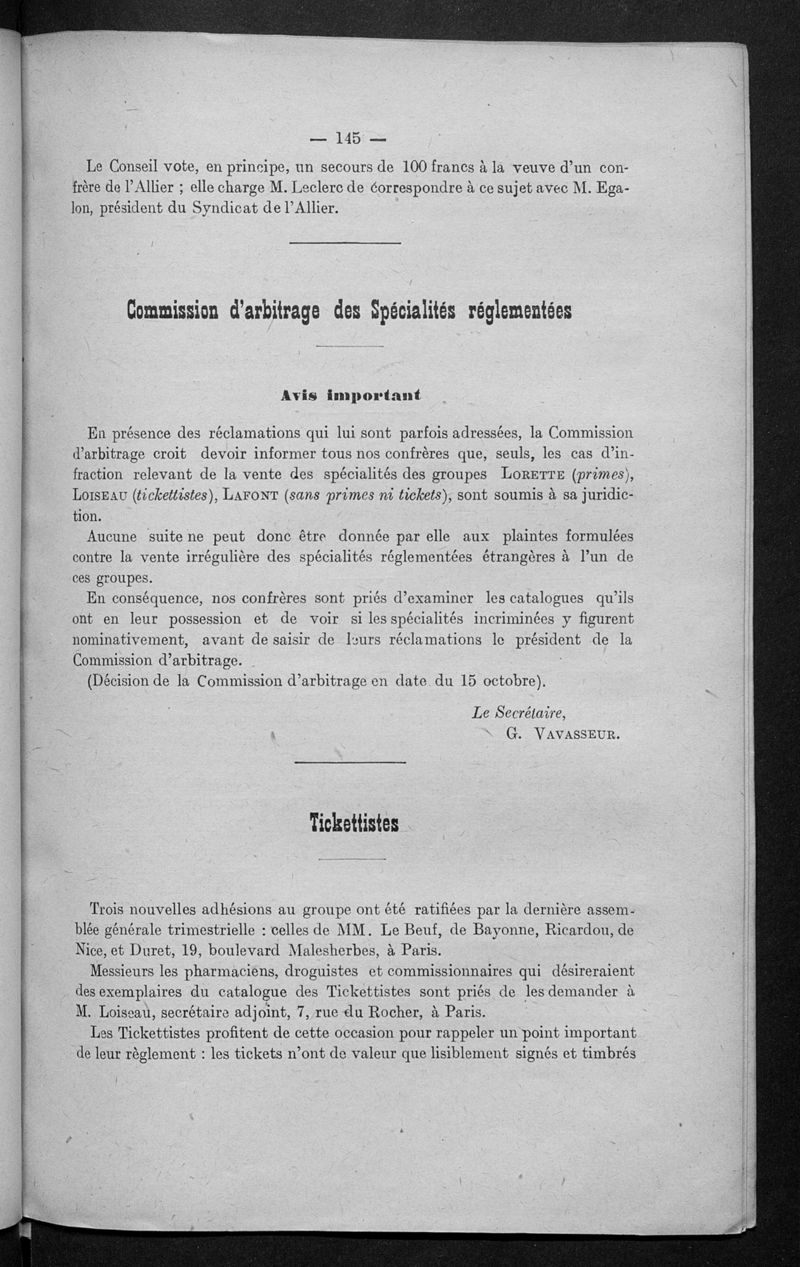 — 145 —
Le Conseil vote, en principe, un secours de 100 francs à la veuve d'un con-
frère de l'Allier ; elle charge M. Leclerc de correspondre à ce sujet avec M. Ega-
lon, président du Syndicat de l'Allier.
Commission d'arbitrage des Spécialités réglementées
Avis important
En présence des réclamations qui lui sont parfois adressées, la Commission
d'arbitrage croit devoir informer tous nos confrères que, seuls, les cas d'in-
fraction relevant de la vente des spécialités des groupes LORETTE (primes),
LOISEAU (tickettistes), LAFONT (sans primes ni tickets), sont soumis à sa juridic-
tion.
Aucune suite ne peut donc être donnée par elle aux plaintes formulées
contre la vente irrégulière des spécialités réglementées étrangères à l'un de
ces groupes.
En conséquence, nos confrères sont priés d'examiner les catalogues qu'ils
ont en leur possession et de voir si les spécialités incriminées y figurent
nominativement, avant de saisir de leurs réclamations le président de la
Commission d'arbitrage.
(Décision de la Commission d'arbitrage en date du 15 octobre).
Le Secrétaire,
G. VAVASSEUR.
Tickettistes
Trois nouvelles adhésions au groupe ont été ratifiées par la dernière assem-
blée générale trimestrielle : celles de MM. Le Beuf, de Bayonne, Ricardou, de
Nice, et Duret, 19, boulevard Malesherbes, à Paris.
Messieurs les pharmaciens, droguistes et commissionnaires qui désireraient
des exemplaires du catalogue des Tickettistes sont priés de les demander à
M. Loiseau, secrétaire adjoint, 7, rue du Rocher, à Paris.
Les Tickettistes profitent de cette occasion pour rappeler un point important
de leur règlement : les tickets n'ont de valeur que lisiblement signés et timbrés